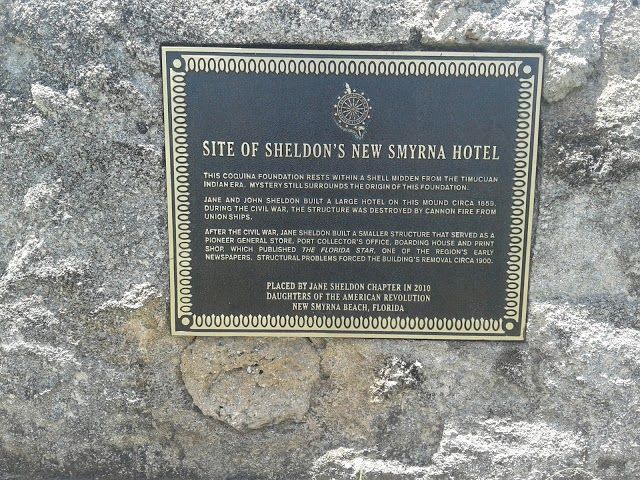 SITE OF SHELDON'S NEW SMYRNA HOTEL
THIS COQUINA FOUNDATION RESTS WITHIN A SHELL MIDDEN FROM THE TIMUCUAN
INDIAN ERA. MYSTERY STILL SURROUNDS THE ORIGIN OF THIS FOUNDATION.
JANE AND JOHN SHELDON BUILT A LARGE HOTEL ON THIS MOUND CIRCA 1859.
DURING THE CIVIL WAR, THE STRUCTURE WAS DESTROYED BY CANNON FIRE FROM
UNION SHIPS.
AFTER THE CIVIL WAR, JANE SHELDON BUILT A SMALLER STRUCTURE THAT SERVED AS A
PIONEER GENERAL STORE, PORT COLLECTOR'S OFFICE, BOARDING HOUSE AND PRINT
SHOP, WHICH PUBLISHED THE FLORIDA STAR, ONE OF THE REGION'S EARLY
NEWSPAPERS. STRUCTURAL PROBLEMS FORCED THE BUILDING'S REMOVAL CIRCA 1900.
PLACED BY JANE SHELDON CHAPTER IN 2010
DAUGHTERS OF THE AMERICAN REVOLUTION
NEW SMYRNA BEACH, FLORIDA